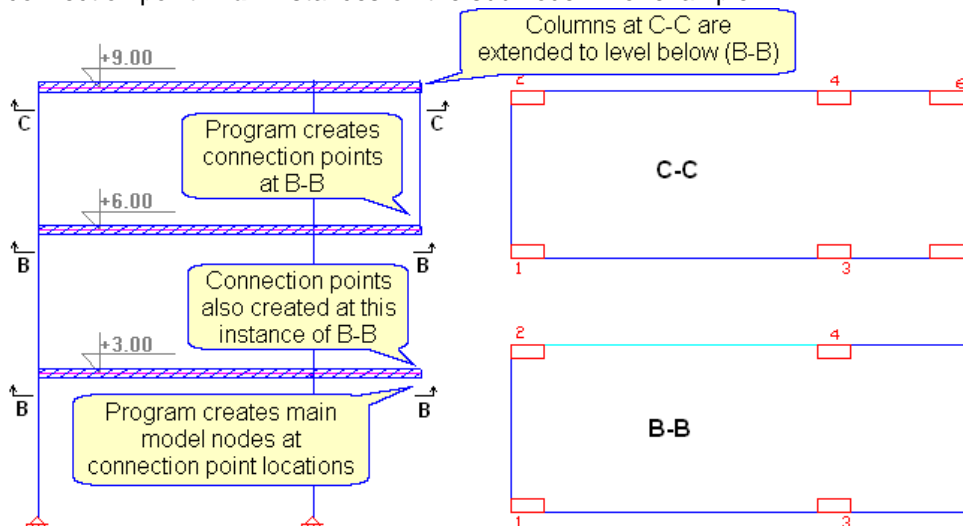 Columns at C-C are
extended to level below (B-B)
+9.00
2
4
6
C
C
Program creates
connection points
at B-B
C-C
+6.00
B
B
1
3
Connection points
also created at this
instance of B-B
2
4
+3.00
B
B
Program creates main
model nodes at
connection point locations
B-B
1
3